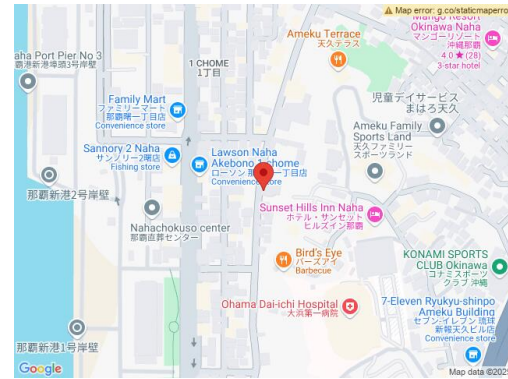 Map error: g.co/staticmaperro
Mango Resort
Okinawa Naha
マンゴーリゾート
沖縄那覇
4.0★(28)
3-star hotel
Ameku Terrace
天久テラス
aha Port Pier No 3
覇新港埠頭3号岸壁
1 CHOME
1丁目
Family Mart
ファミリーマート
那覇曙一丁目店
Convenience store
児童デイサービス
まはろ天久
Ameku Family
Sports Land
天久ファミリー
スポーツランド
Sannory 2 Naha
サンノリー2曙店
Fishing store
Lawson Naha
Akebono 1-chome
ローソン 那覇曙一丁目店
Convenience store
那覇新港2号岸壁
Nahachokuso center
那覇直葬センター
Sunset Hills Inn Naha
ホテル・サンセット
ヒルズイン那覇
Bird's Eye
バーズアイ
Barbecue
KONAMI SPORTS
CLUB Okinawa
コナミスポーツ
クラブ 沖縄
Ohama Dai-ichi Hospital
大浜第一病院
7-Eleven Ryukyu-shinpo
Ameku Building
セブン-イレブン 琉球
新報天久ビル店
Convenience store
那覇新港1号岸壁
Google
Map data ©2025